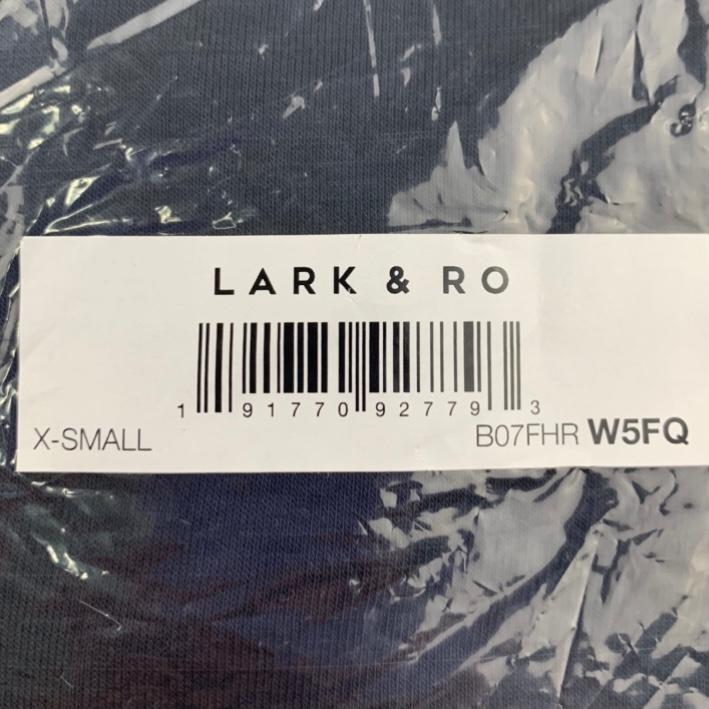 LARK & RO
1 91770 92779 3
X-SMALL B07FHR W5FQ